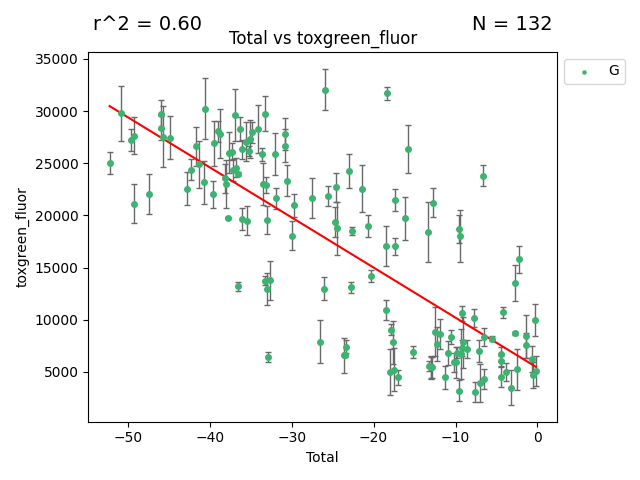 r^2 = 0.60
N = 132
Total vs toxgreen_fluor
G
35000
30000
25000
20000
15000
10000
5000
toxgreen_fluor
−50
−40
−30
−20
−10
0
Total